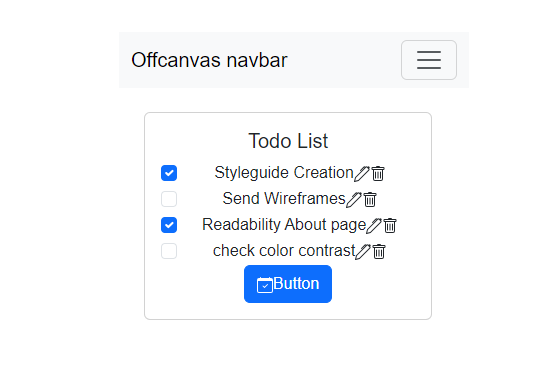 Offcanvas navbar
Todo List
Styleguide Creation
Send Wireframes
Readability About page
check color contrast
Button